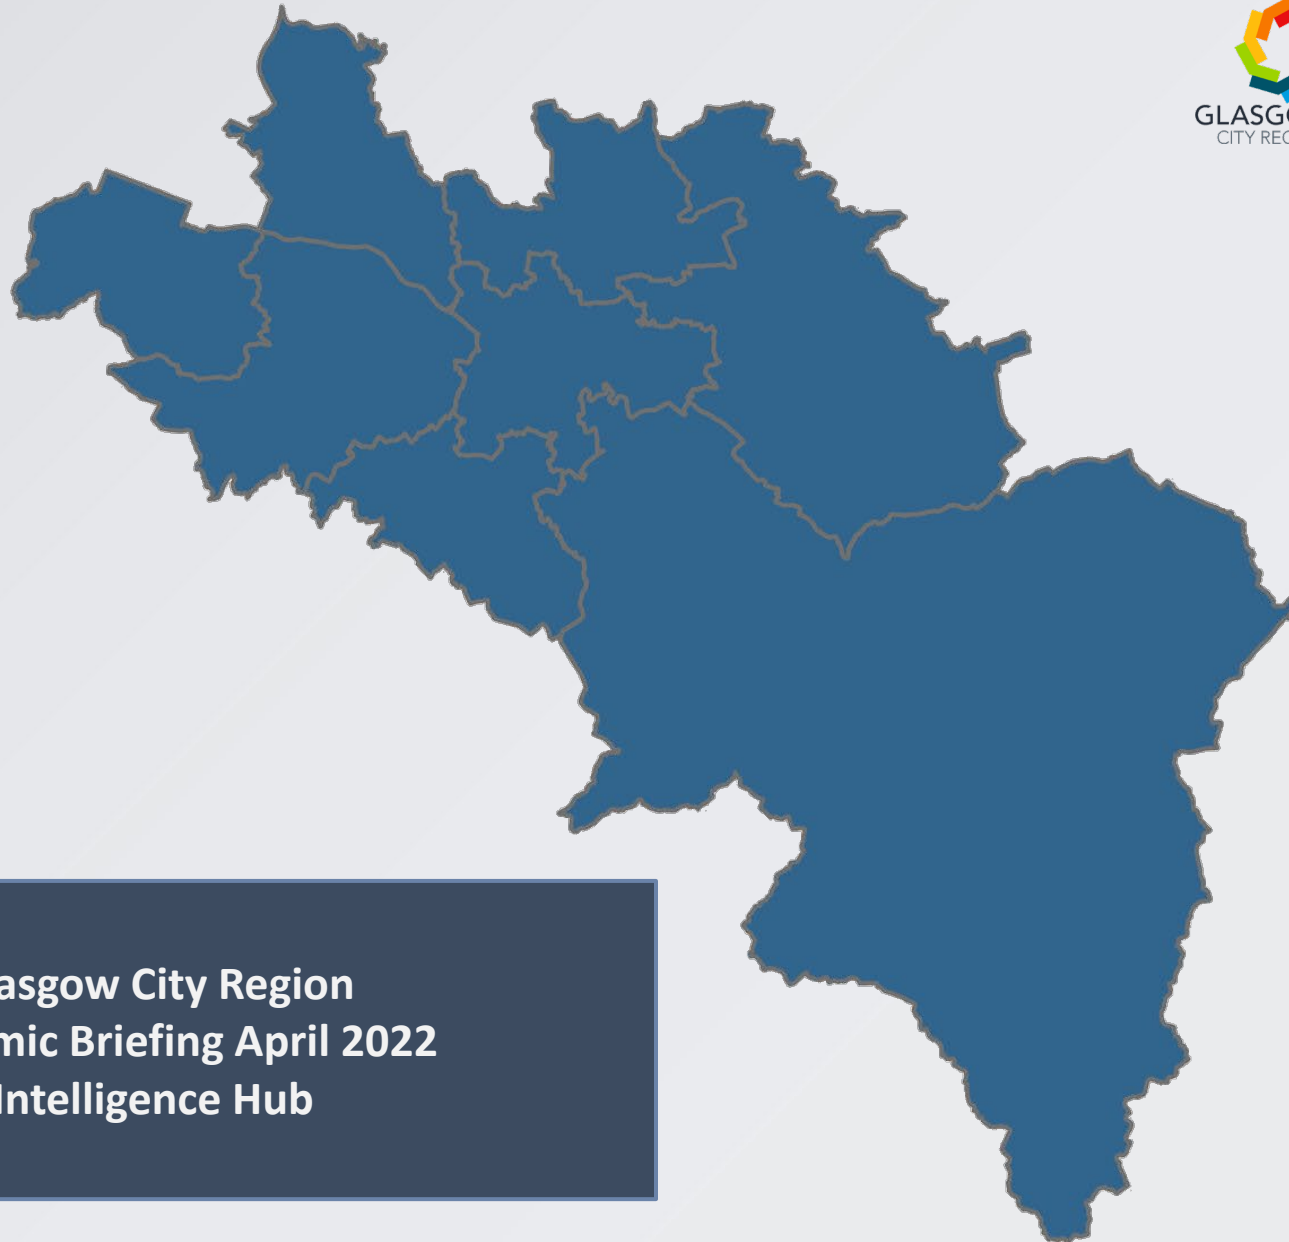 GLASG
CITY REG
asgow City Region
mic Briefing April 2022
Intelligence Hub